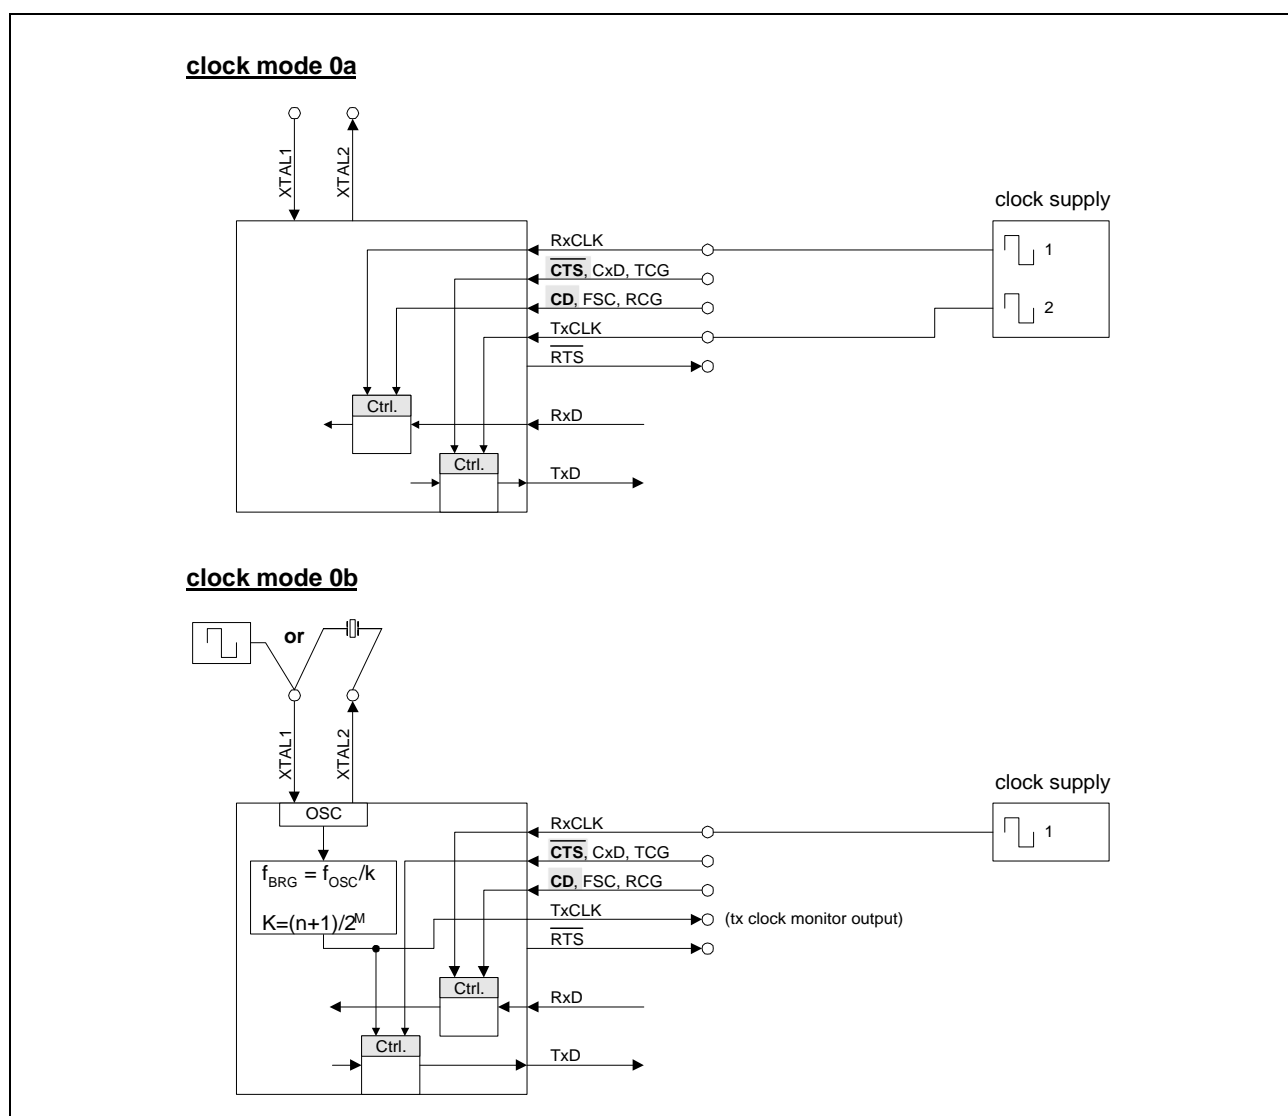 clock mode 0a
XTAL1
XTAL2
clock supply
RxCLK
1
CTS, CxD, TCG
CD, FSC, RCG
TxCLK
2
RTS
Ctrl.
RxD
Ctrl.
TxD
clock mode 0b
or
XTAL1
XTAL2
clock supply
OSC
RxCLK
1
CTS, CxD, TCG
fBRG = fOSC/k
CD, FSC, RCG
K=(n+1)/2^M
TxCLK
(tx clock monitor output)
RTS
Ctrl.
RxD
Ctrl.
TxD